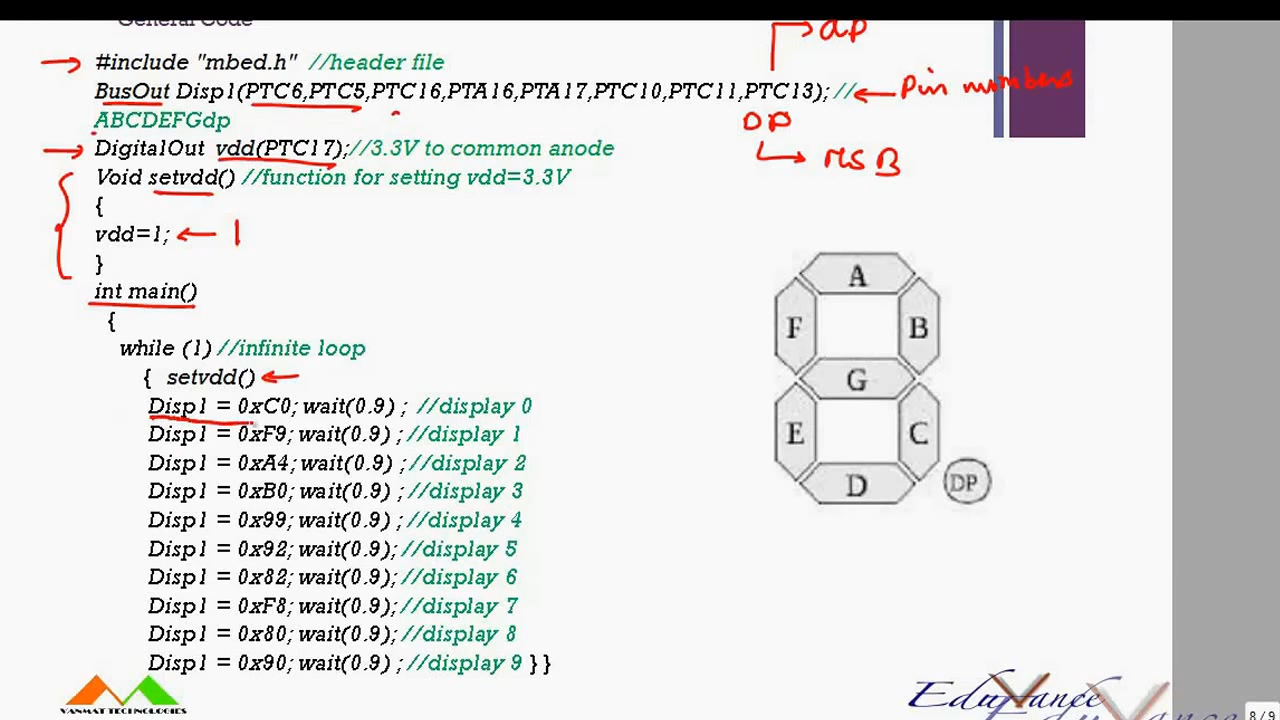 General Code
dp
#include "mbed.h" //header file
BusOut Disp1(PTC6,PTC5,PTC16,PTA16,PTA17,PTC10,PTC11,PTC13);// Pin numbers
ABCDEFGdp
DP
DigitalOut vdd(PTC17);//3.3V to common anode
MSB
Void setvdd() //function for setting vdd=3.3V
{
vdd=1; 1
}
int main()
{
while (1) //infinite loop
{ setvdd()
Disp1 = 0xC0; wait(0.9) ; //display 0
Disp1 = 0xF9; wait(0.9) ; //display 1
Disp1 = 0xA4; wait(0.9) ; //display 2
Disp1 = 0xB0; wait(0.9) ; //display 3
Disp1 = 0x99; wait(0.9) ; //display 4
Disp1 = 0x92; wait(0.9); //display 5
Disp1 = 0x82; wait(0.9); //display 6
Disp1 = 0xF8; wait(0.9); //display 7
Disp1 = 0x80; wait(0.9); //display 8
Disp1 = 0x90; wait(0.9) ; //display 9 } }
A
F B
G
E C
D DP
VANMAT TECHNOLOGIES
EduVance
8/9